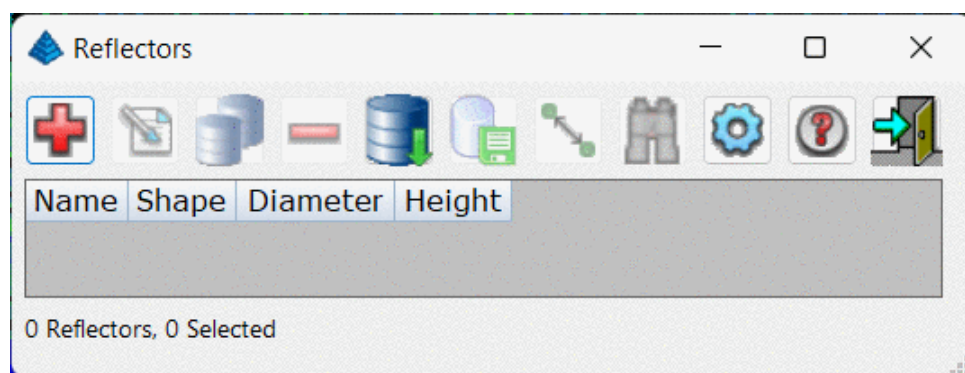 Reflectors
Name Shape Diameter Height
0 Reflectors, 0 Selected